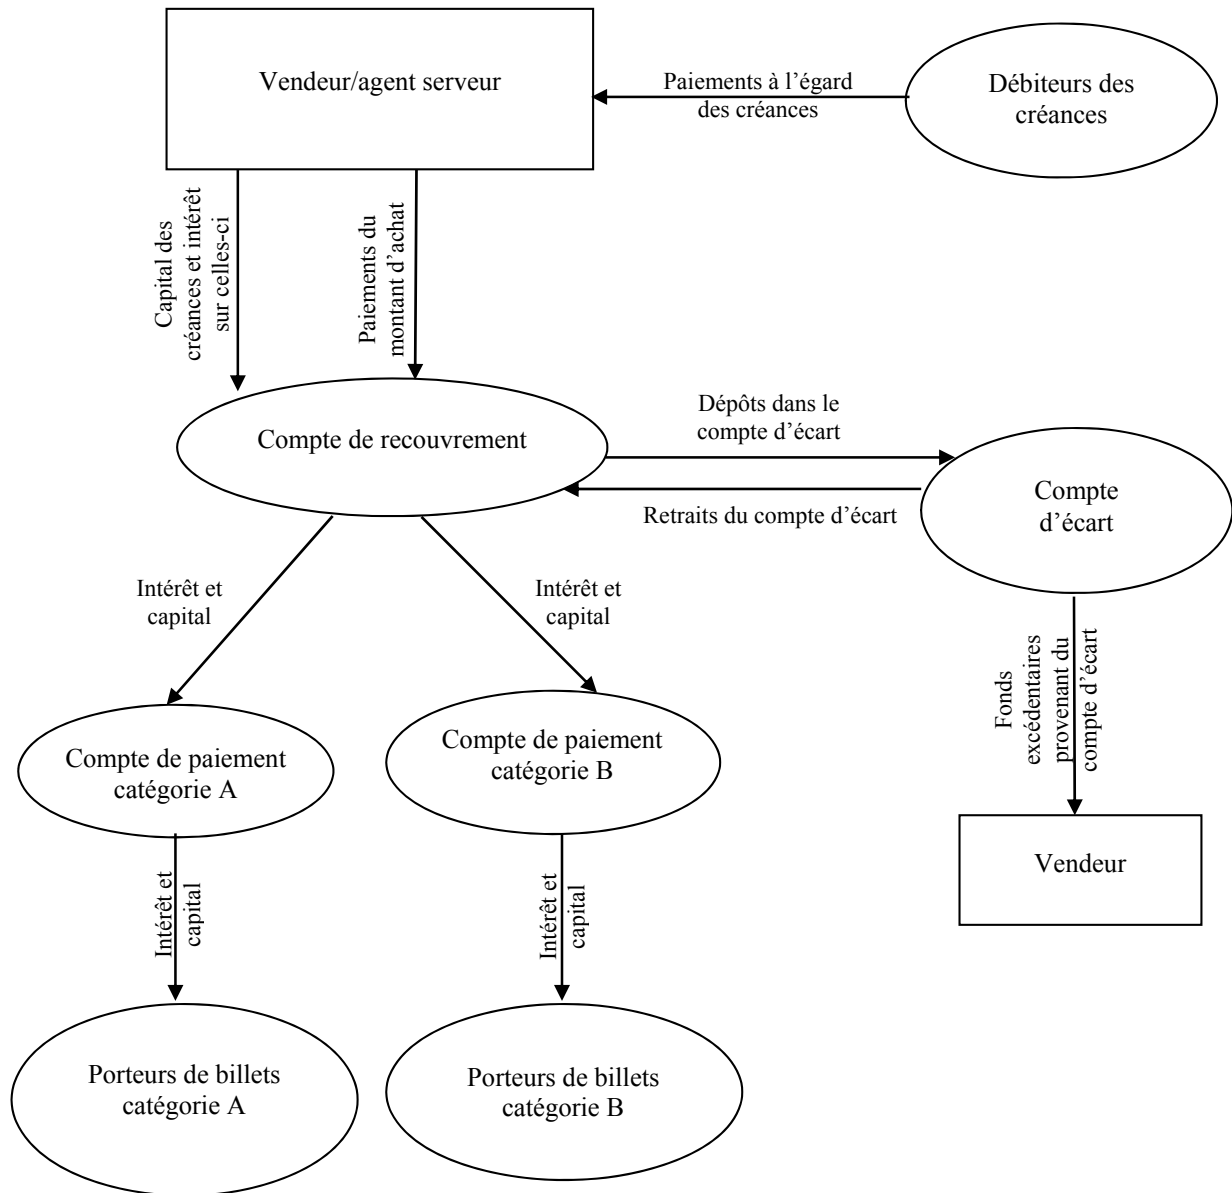 Vendeur/agent serveur
Paiements à l’égard
des créances
Débiteurs des
créances
Capital des
créances et intérêt
sur celles-ci
Paiements du
montant d’achat
Compte de recouvrement
Dépôts dans le
compte d’écart
Retraits du compte d’écart
Compte
d’écart
Intérêt et
capital
Intérêt et
capital
Fonds
excédentaires
provenant du
compte d’écart
Compte de paiement
catégorie A
Compte de paiement
catégorie B
Vendeur
Intérêt et
capital
Intérêt et
capital
Porteurs de billets
catégorie A
Porteurs de billets
catégorie B